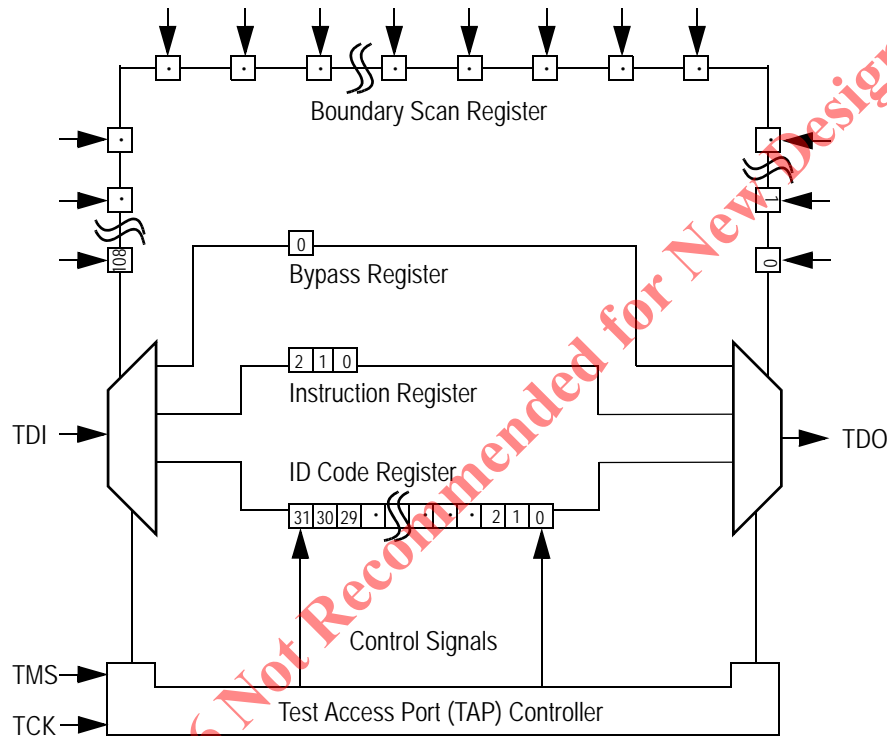 Boundary Scan Register
· · · · · · · ·
· ·
· 1
108 0
0
Bypass Register
2 1 0
Instruction Register
TDI TDO
ID Code Register
31 30 29 · · · · 2 1 0
Control Signals
TMS
Test Access Port (TAP) Controller
TCK
6 Not Recommended for New Design